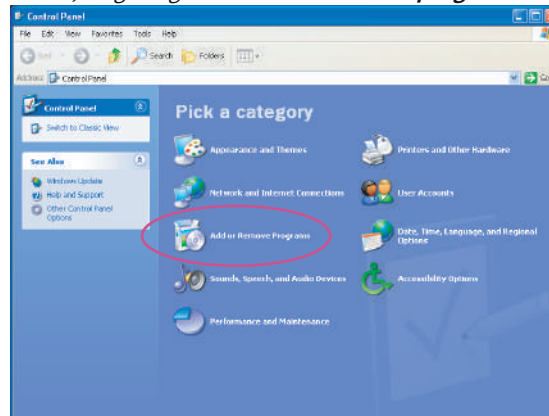 Control Panel
File Edit View Favorites Tools Help
Search Folders
Address Control Panel
Control Panel
Switch to Classic View
See Also
Windows Update
Help and Support
Other Control Panel
Options
Pick a category
Appearance and Themes
Printers and Other Hardware
Network and Internet Connections
User Accounts
Add or Remove Programs
Date, Time, Language, and Regional
Options
Sounds, Speech, and Audio Devices
Accessibility Options
Performance and Maintenance